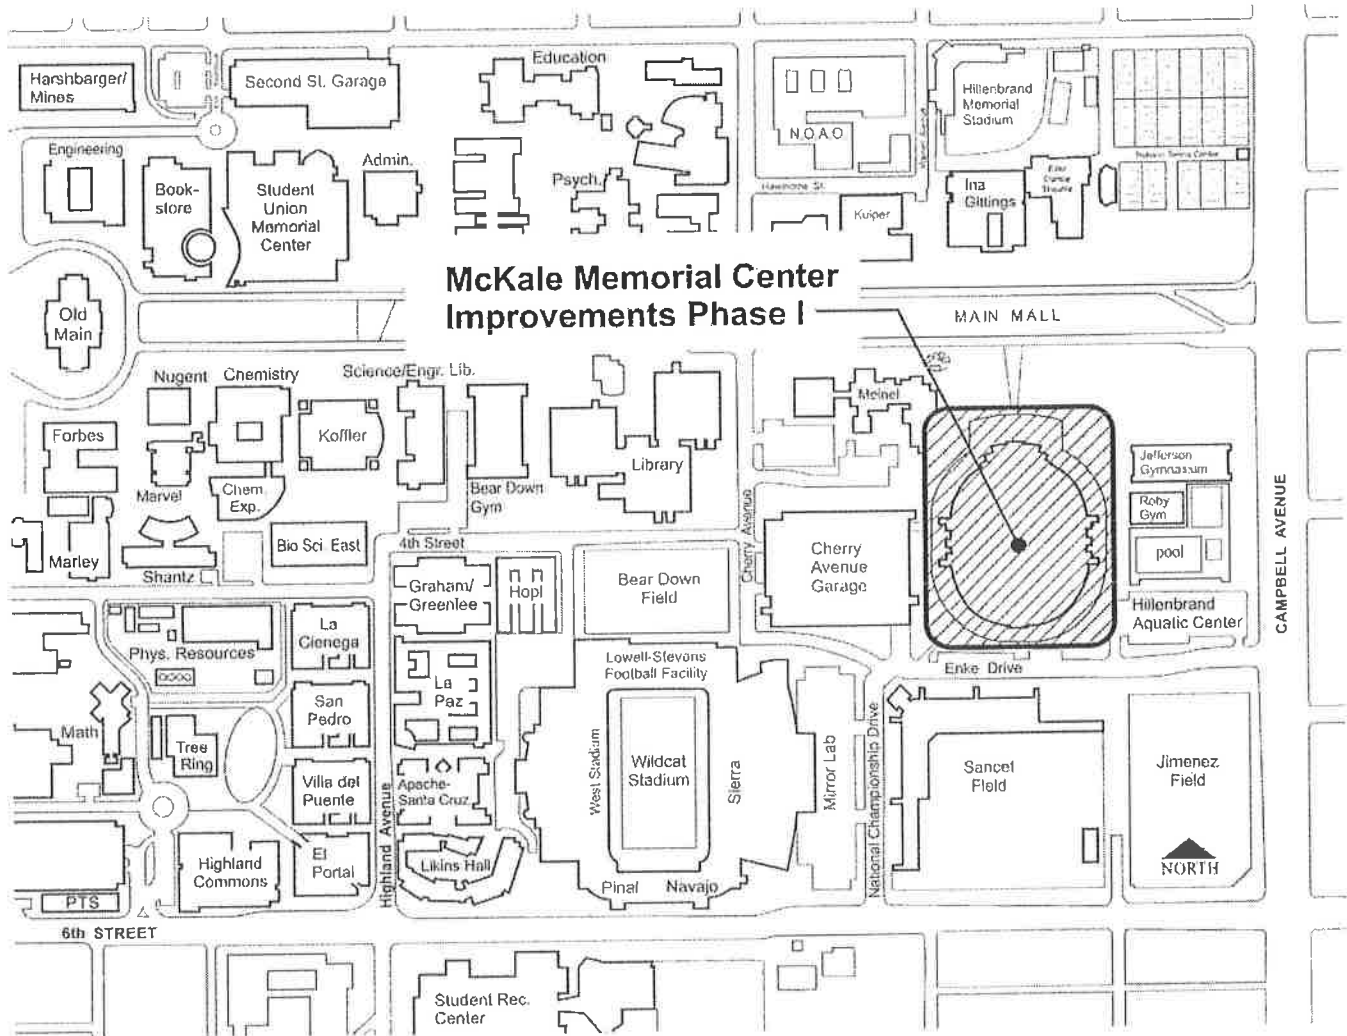 Harshbarger/
Mines
Second St. Garage
Education
Hillenbrand
Memorial
Stadium
N.O.A.O
Engineering
Book-
store
Student
Union
Memorial
Center
Admin.
Psych.
Hawthorne St.
Kuiper
Ina
Gittings
McKale Memorial Center
Improvements Phase I
MAIN MALL
Old
Main
Nugent
Chemistry
Science/Engr. Lib.
Meinel
Forbes
Koffler
Library
Jefferson
Gymnasium
Marvel
Chem.
Exp.
Bear Down
Gym
Roby
Gym
CAMPBELL AVENUE
Marley
Shantz
Bio Sci. East
4th Street
Cherry Avenue
Cherry
Avenue
Garage
pool
Graham/
Greenlee
Hopi
Bear Down
Field
Hillenbrand
Aquatic Center
La
Cienega
Phys. Resources
Lowell-Stevens
Football Facility
Enke Drive
La
Paz
San
Pedro
Math
Tree
Ring
West Stadium
Wildcat
Stadium
Sierra
Mirror Lab
National Championship Drive
Sancet
Field
Jimenez
Field
Villa del
Puente
Highland Avenue
Apache-
Santa Cruz
Highland
Commons
El
Portal
Likins Hall
Pinal
Navajo
NORTH
PTS
6th STREET
Student Rec.
Center